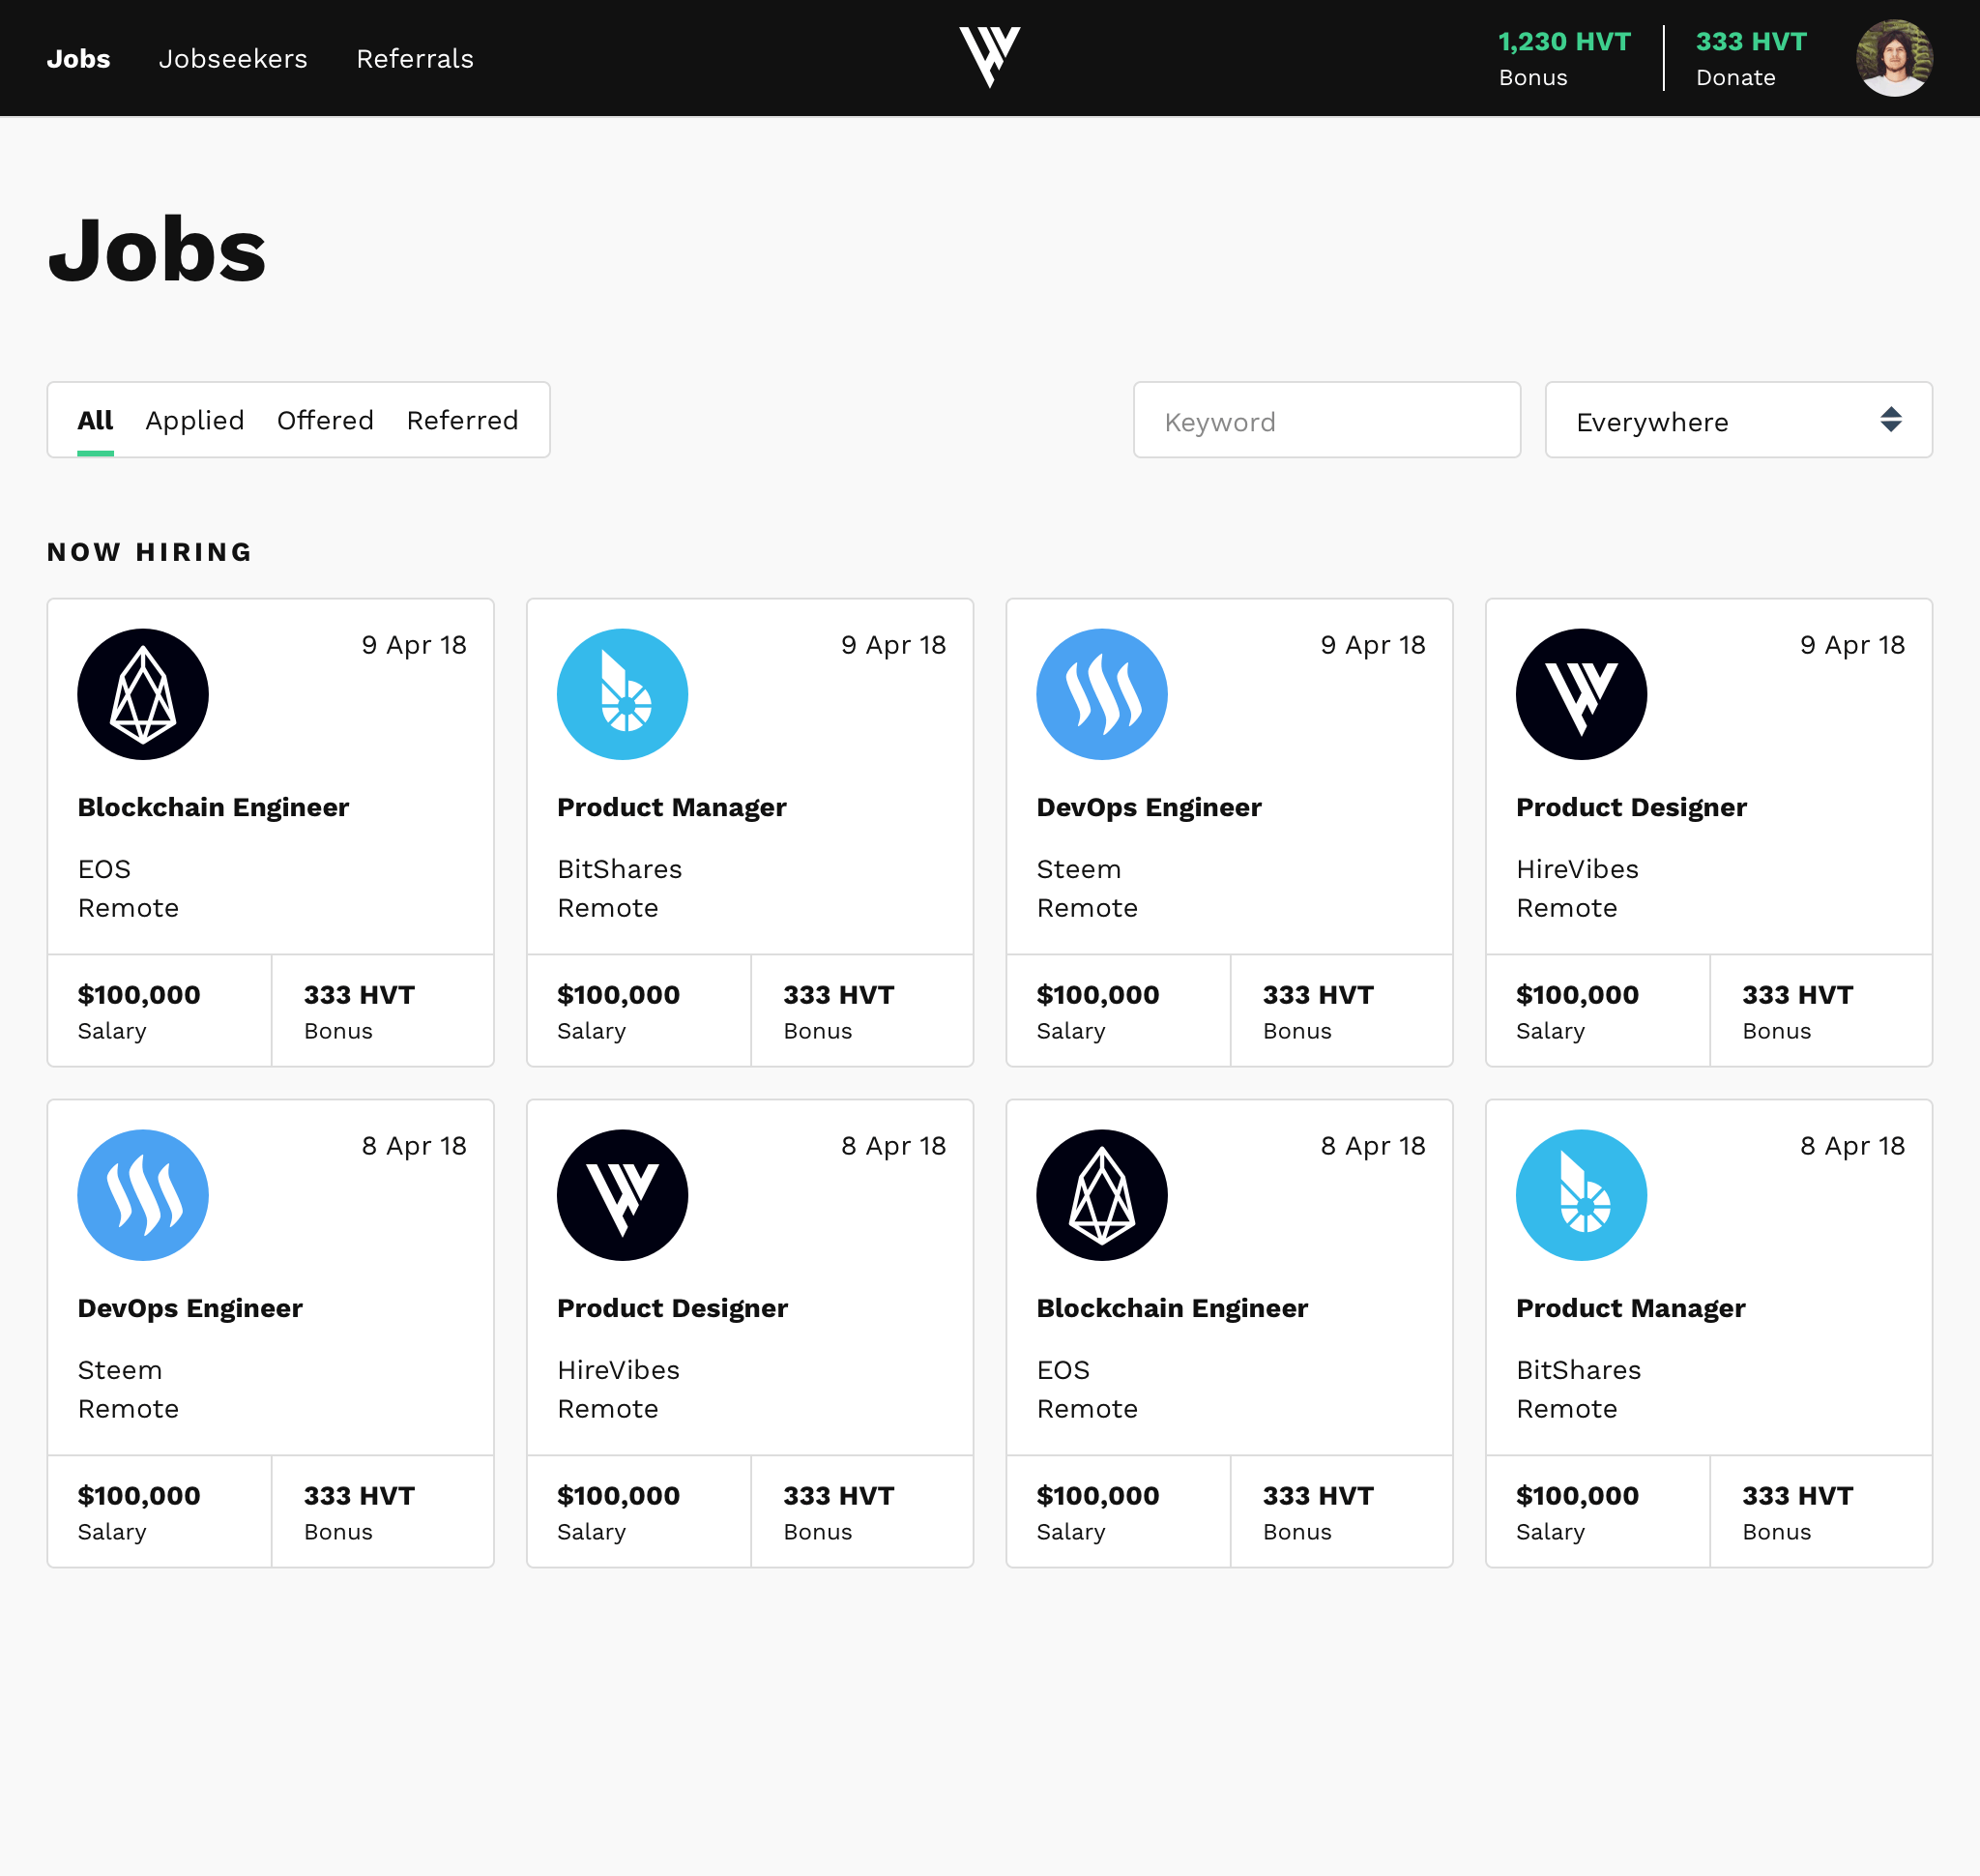 Jobs Jobseekers Referrals
1,230 HVT 333 HVT
Bonus Donate
Jobs
All Applied Offered Referred
Keyword
Everywhere
NOW HIRING
9 Apr 18
Blockchain Engineer
EOS
Remote
$100,000 333 HVT
Salary Bonus
9 Apr 18
Product Manager
BitShares
Remote
$100,000 333 HVT
Salary Bonus
9 Apr 18
DevOps Engineer
Steem
Remote
$100,000 333 HVT
Salary Bonus
9 Apr 18
Product Designer
HireVibes
Remote
$100,000 333 HVT
Salary Bonus
8 Apr 18
DevOps Engineer
Steem
Remote
$100,000 333 HVT
Salary Bonus
8 Apr 18
Product Designer
HireVibes
Remote
$100,000 333 HVT
Salary Bonus
8 Apr 18
Blockchain Engineer
EOS
Remote
$100,000 333 HVT
Salary Bonus
8 Apr 18
Product Manager
BitShares
Remote
$100,000 333 HVT
Salary Bonus